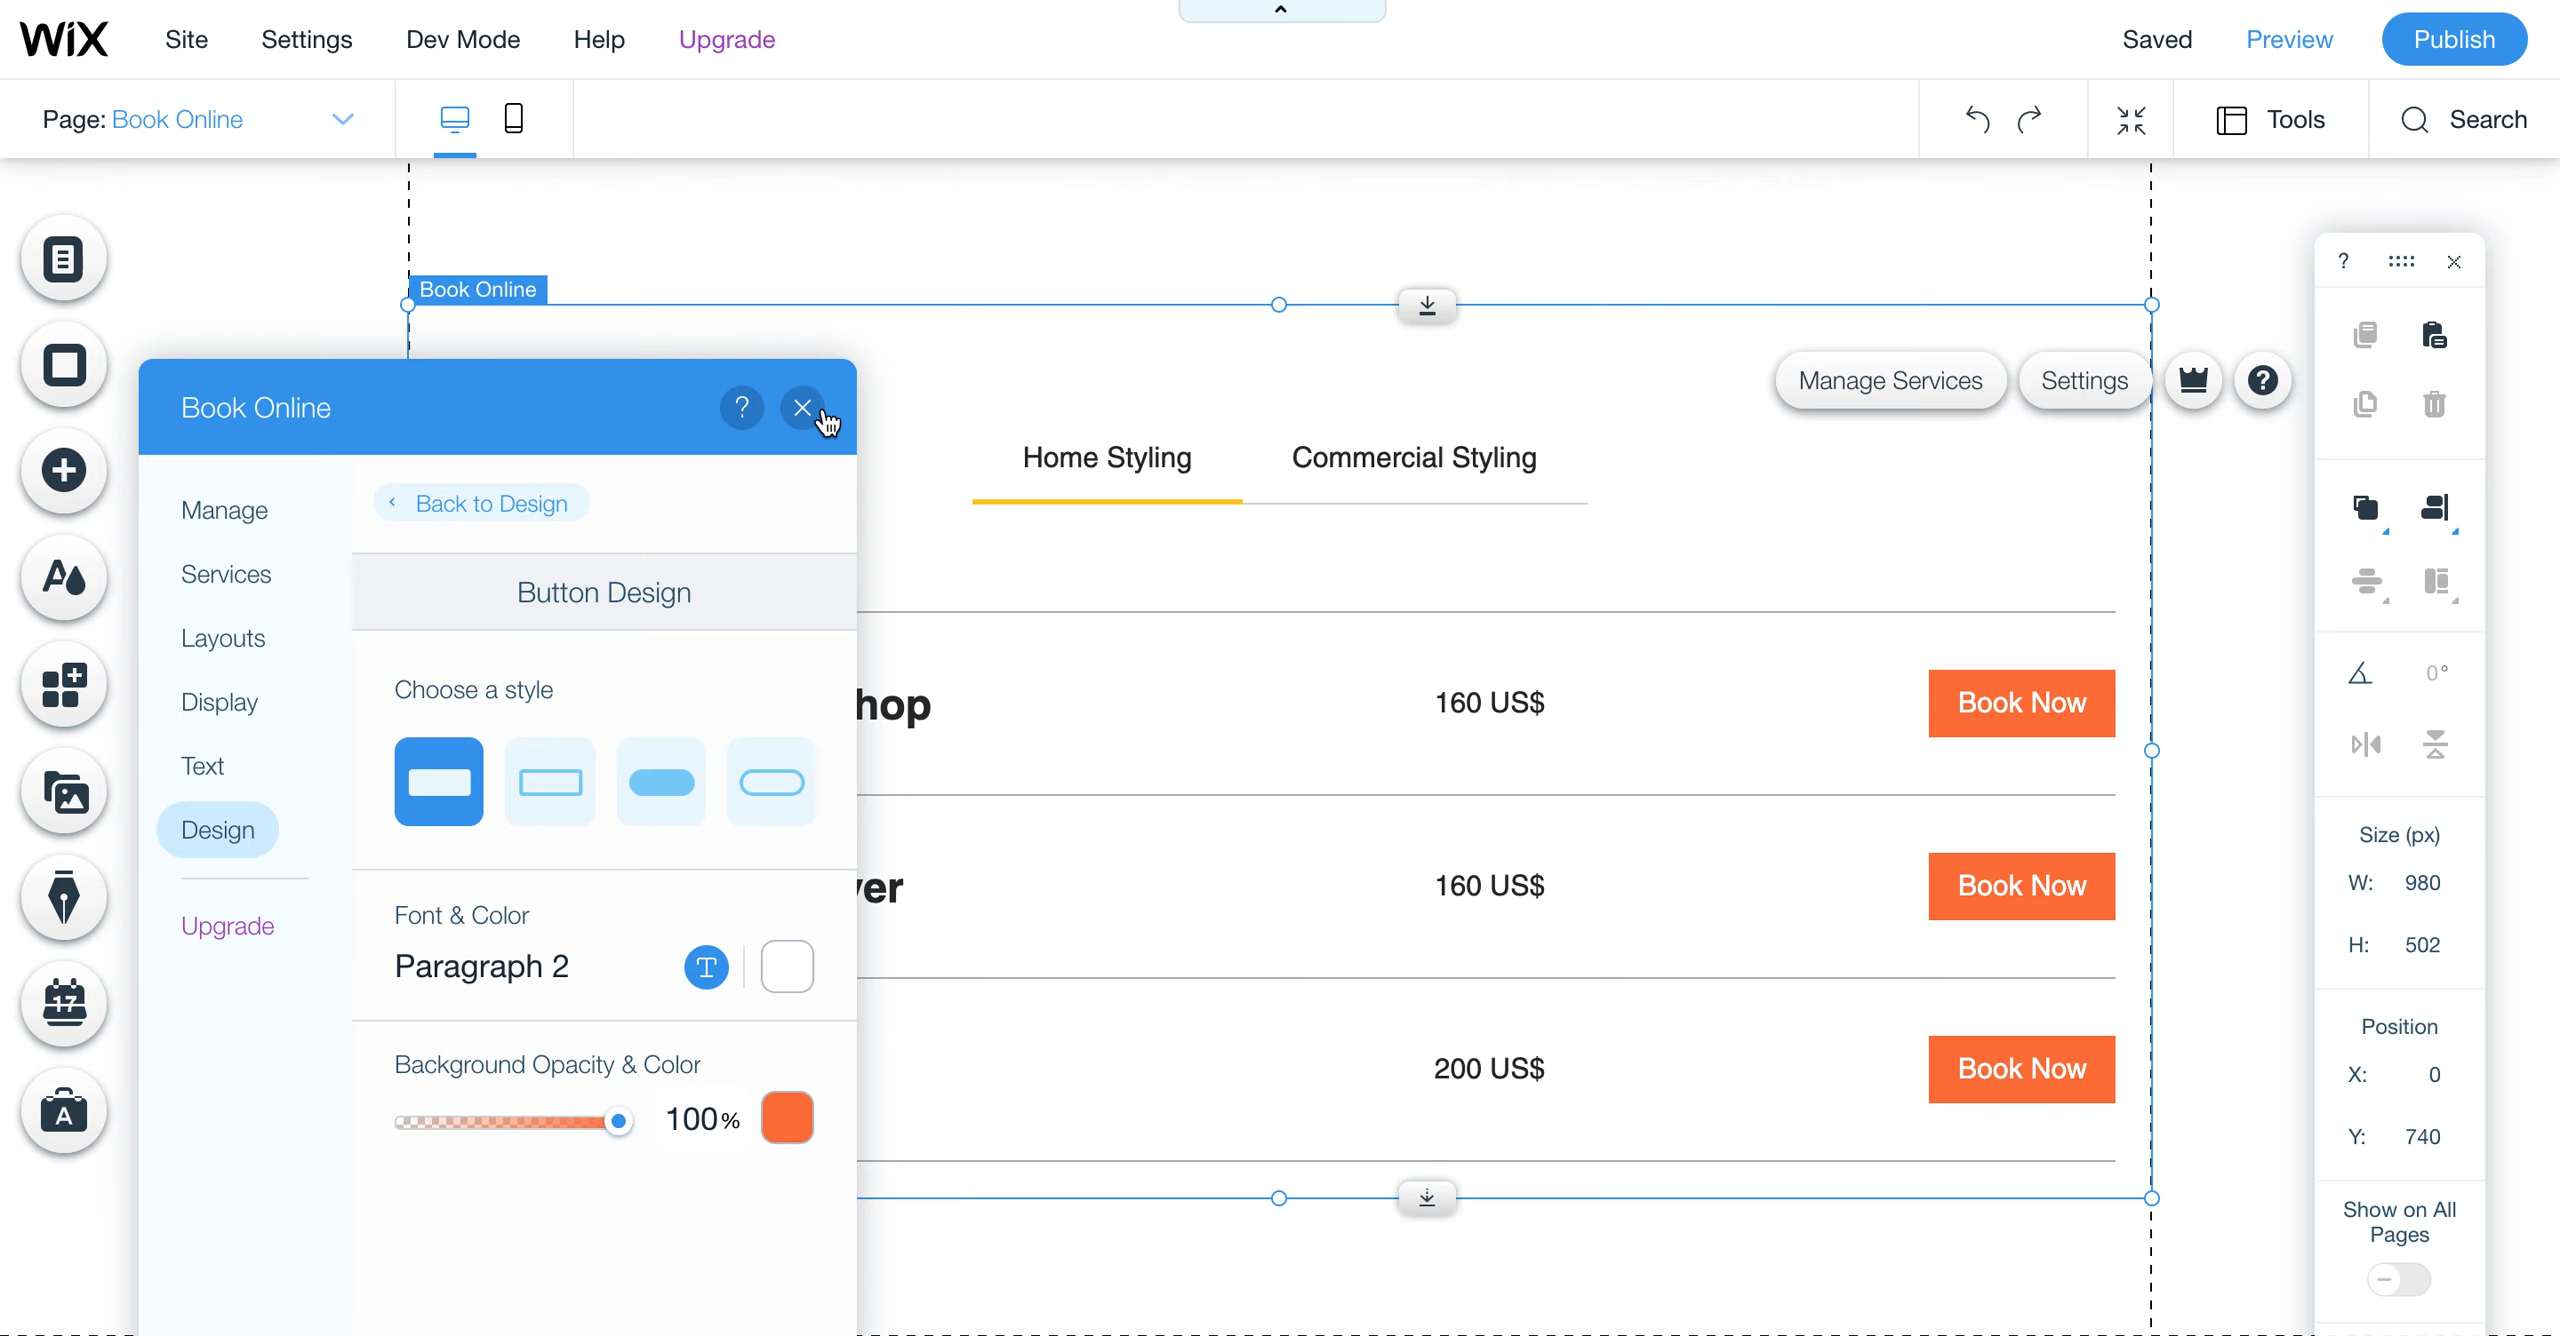 WiX Site Settings Dev Mode Help Upgrade Saved Preview Publish
Page: Book Online Tools Search
Book Online
Book Online ?
Manage Services Settings ?
?
Home Styling Commercial Styling
Manage
Services
Layouts
Display
Text
Design
Upgrade
Back to Design
Button Design
Choose a style
Font & Color
Paragraph 2 T
Background Opacity & Color
100%
hop 160 US$ Book Now
ver 160 US$ Book Now
200 US$ Book Now
A
17
A
0°
Size (px)
W: 980
H: 502
Position
X: 0
Y: 740
Show on All
Pages